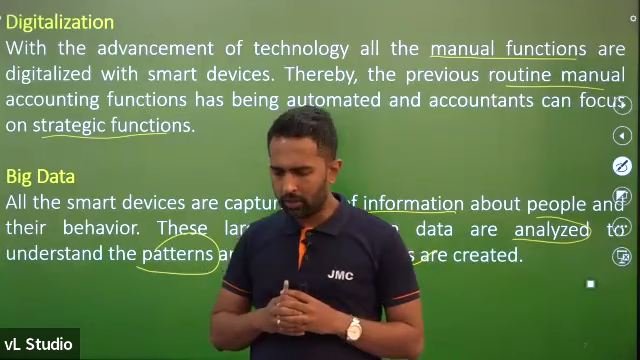 Digitalization
With the advancement of technology all the manual functions are
digitalized with smart devices. Thereby, the previous routine manual
accounting functions has being automated and accountants can focus
on strategic functions.
Big Data
All the smart devices are of information about people and
their behavior. These data are analyzed to
understand the patterns are created.
JMC
vL Studio